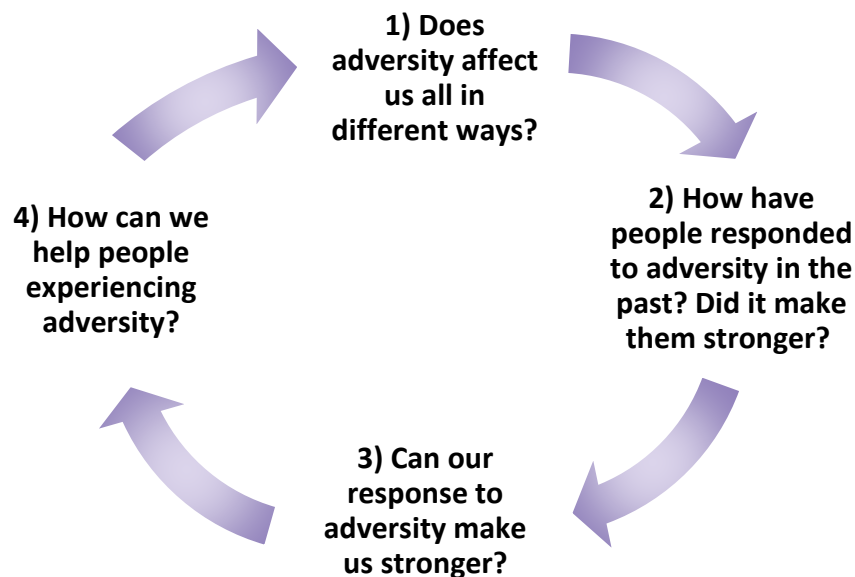 1) Does
adversity affect
us all in
different ways?
2) How have
people responded
to adversity in the
past? Did it make
them stronger?
3) Can our
response to
adversity make
us stronger?
4) How can we
help people
experiencing
adversity?